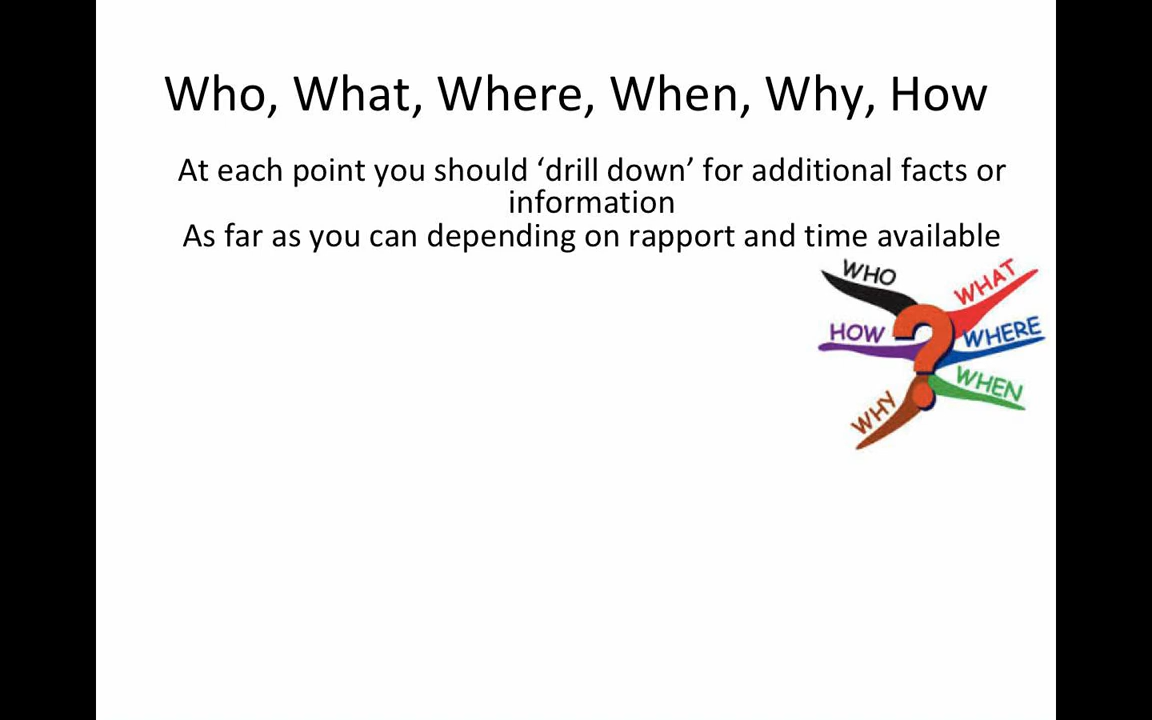 Who, What, Where, When, Why, How
At each point you should ‘drill down’ for additional facts or
information
As far as you can depending on rapport and time available
WHO
WHAT
HOW
?
WHERE
WHEN
WHY